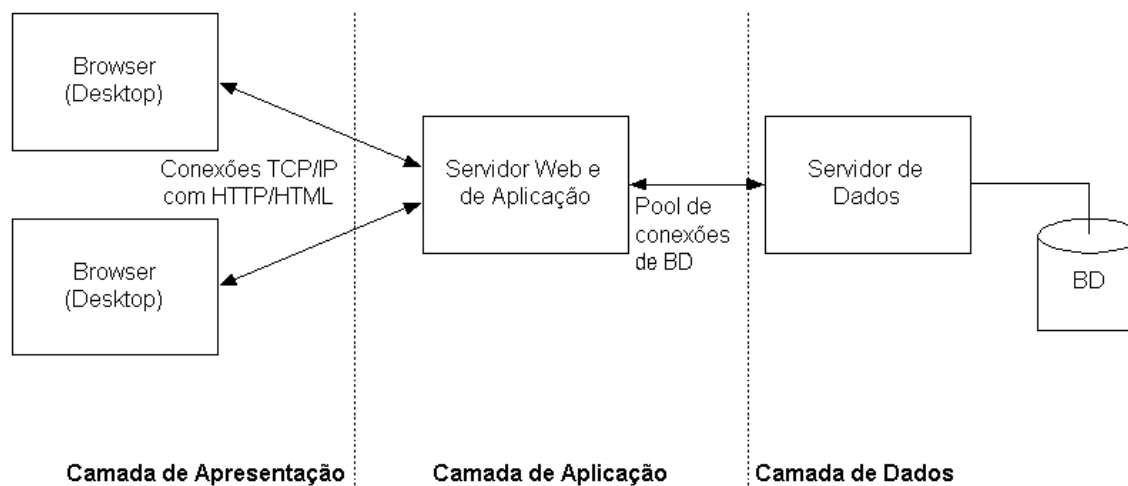 Browser
(Desktop)
Conexões TCP/IP
com HTTP/HTML
Browser
(Desktop)
Servidor Web e
de Aplicação
Pool de
conexões
de BD
Servidor de
Dados
BD
Camada de Apresentação
Camada de Aplicação
Camada de Dados